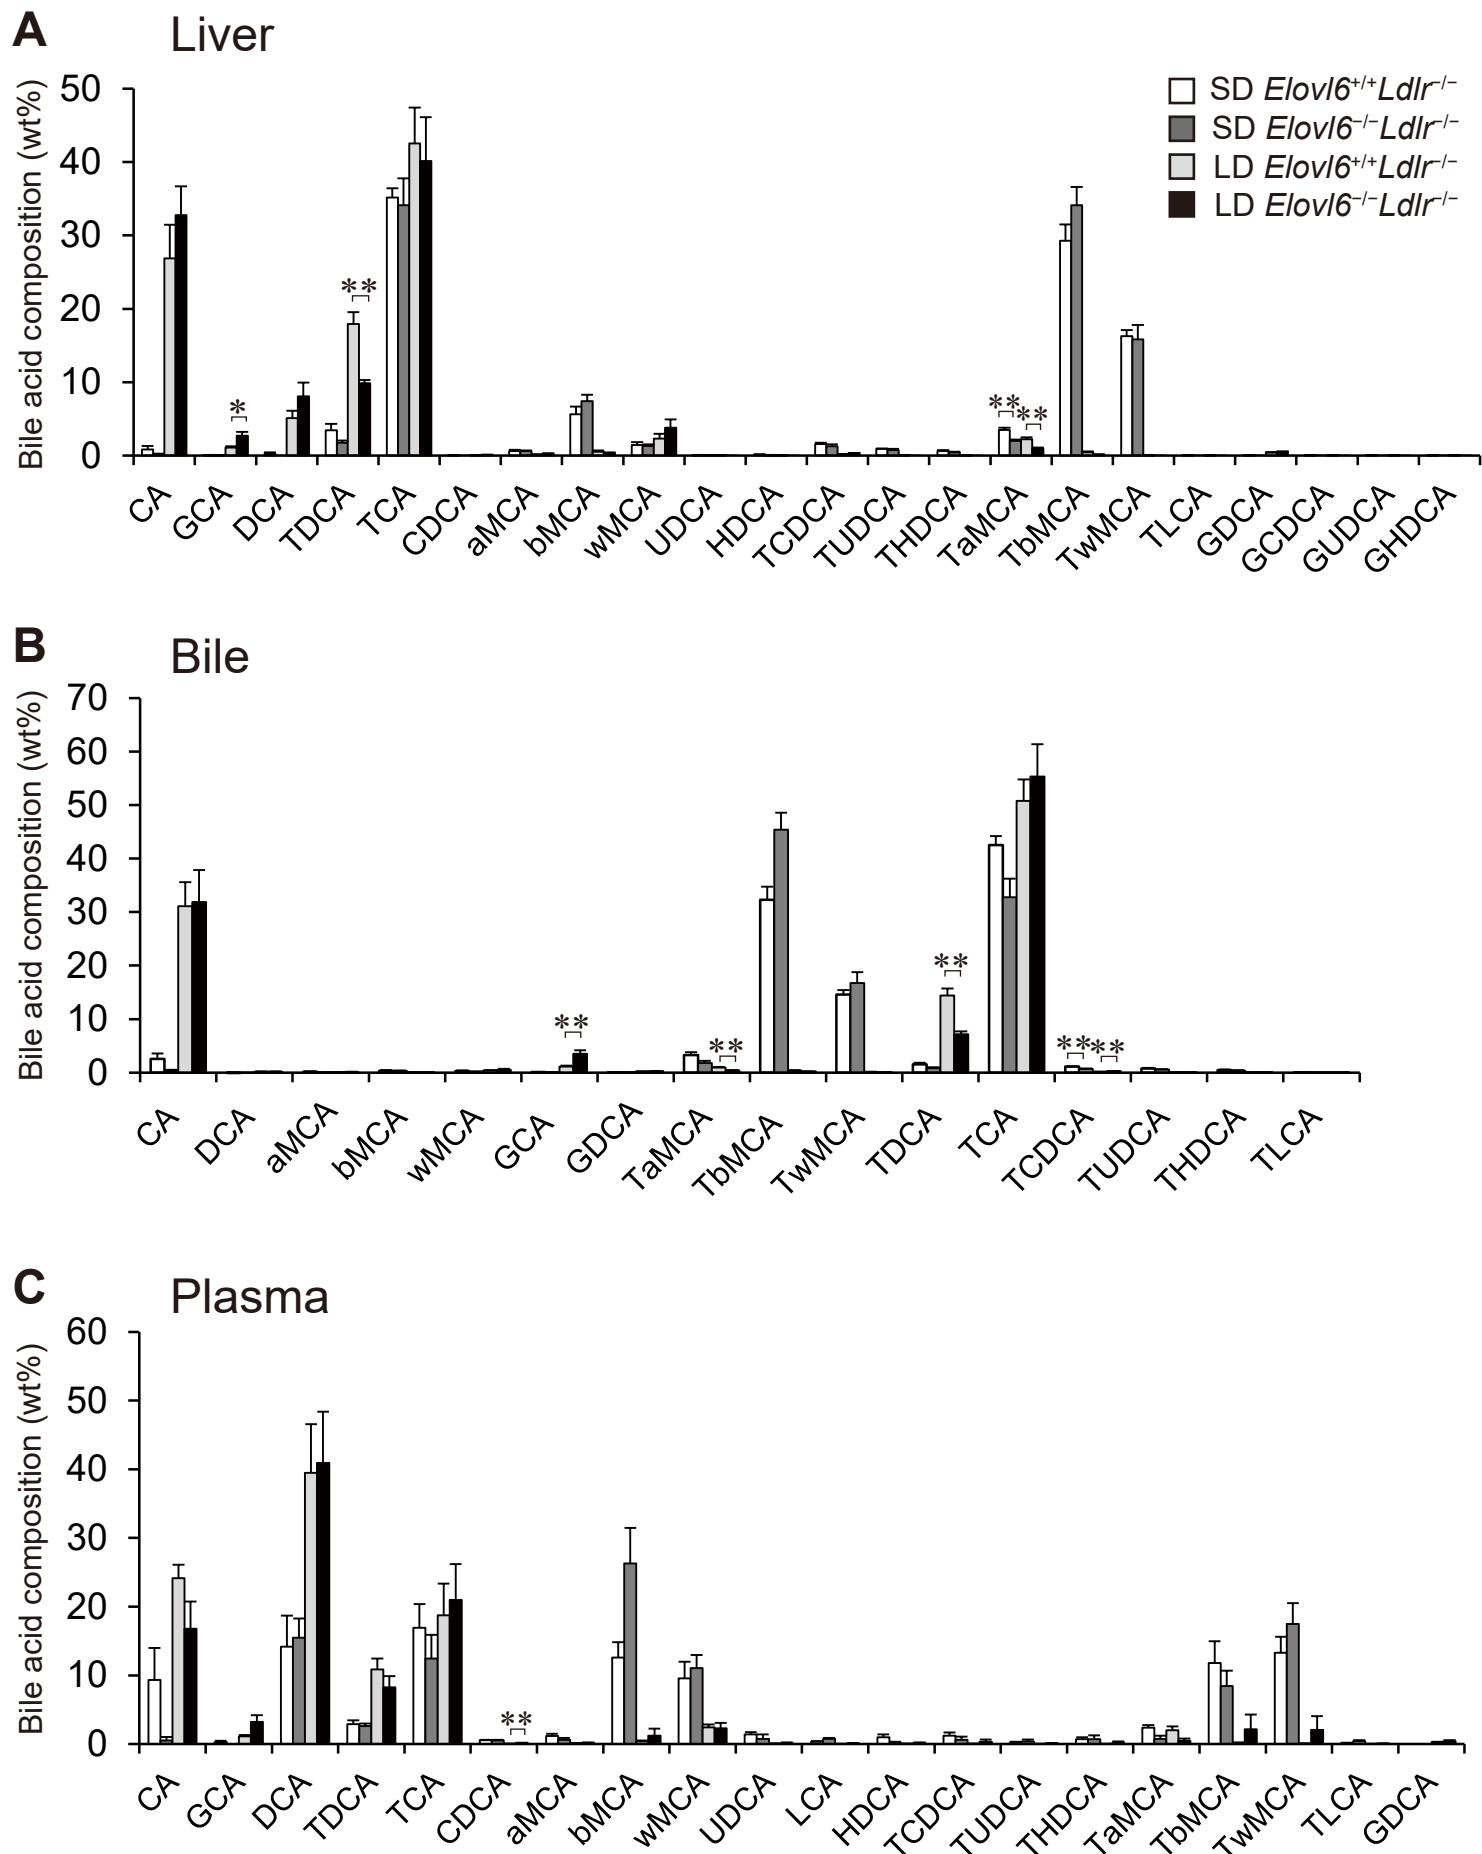 A
Liver
Bile acid composition (wt%)
50
40
30
20
10
0
SD Elovl6+/+Ldlr−/−
SD Elovl6−/−Ldlr−/−
LD Elovl6+/+Ldlr−/−
LD Elovl6−/−Ldlr−/−
*
**
**
**
CA GCA DCA TDCA TCA CDCA aMCA bMCA wMCA UDCA HDCA TCDCA TUDCA THDCA TaMCA TbMCA TwMCA TLCA GDCA GCDCA GUDCA GHDCA
B
Bile
Bile acid composition (wt%)
70
60
50
40
30
20
10
0
**
**
**
**
**
CA DCA aMCA bMCA wMCA GCA GDCA TaMCA TbMCA TwMCA TDCA TCA TCDCA TUDCA THDCA TLCA
C
Plasma
Bile acid composition (wt%)
60
50
40
30
20
10
0
**
CA GCA DCA TDCA TCA CDCA aMCA bMCA wMCA UDCA LCA HDCA TCDCA TUDCA THDCA TaMCA TbMCA TwMCA TLCA GDCA